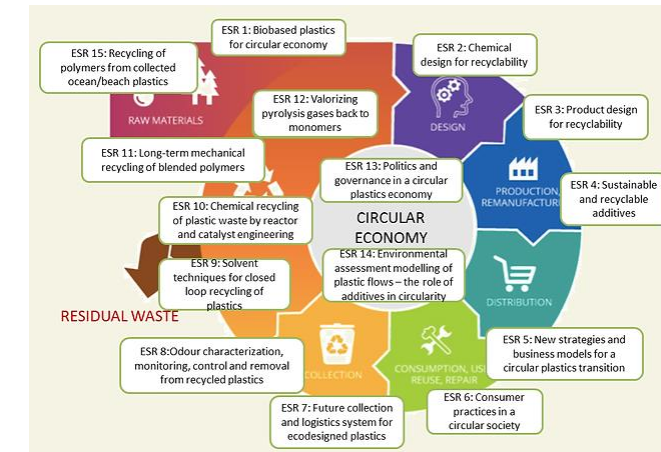 ESR 1: Biobased plastics
for circular economy
ESR 15: Recycling of
polymers from collected
ocean/beach plastics
ESR 2: Chemical
design for recyclability
RAW MATERIALS
ESR 12: Valorizing
pyrolysis gases back to
monomers
DESIGN
ESR 3: Product design
for recyclability
ESR 11: Long-term mechanical
recycling of blended polymers
ESR 13: Politics and
governance in a circular
plastics economy
PRODUCTION,
REMANUFACTURI
ESR 4: Sustainable
and recyclable
additives
ESR 10: Chemical recycling
of plastic waste by reactor
and catalyst engineering
CIRCULAR
ECONOMY
ESR 9: Solvent
techniques for closed
loop recycling of
plastics
ESR 14: Environmental
assessment modelling of
plastic flows – the role of
additives in circularity
DISTRIBUTION
RESIDUAL WASTE
ESR 8:Odour characterization,
monitoring, control and removal
from recycled plastics
COLLECTION
CONSUMPTION, USE
REUSE, REPAIR
ESR 5: New strategies and
business models for a
circular plastics transition
ESR 7: Future collection
and logistics system for
ecodesigned plastics
ESR 6: Consumer
practices in a
circular society